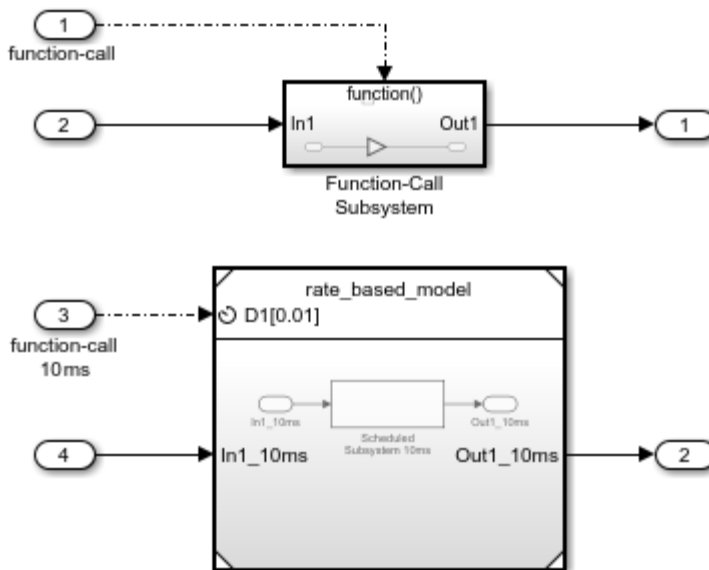 1
function-call
function()
2
In1
Out1
1
Function-Call
Subsystem
rate_based_model
3
D1[0.01]
function-call
10ms
In1_10ms
Out1_10ms
Scheduled
Subsystem 10ms
4
In1_10ms
Out1_10ms
2